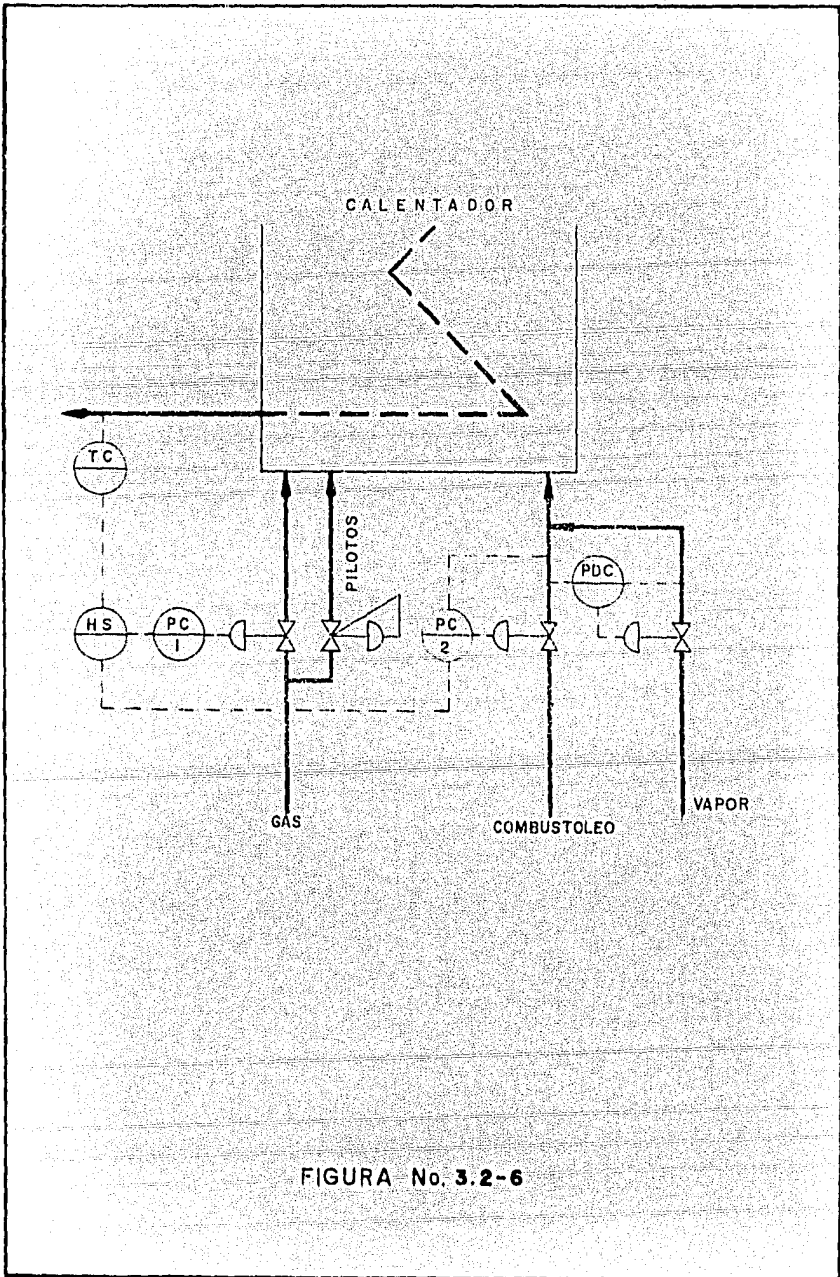 CALENTADOR
TC
PILOTOS
HS
PC
1
PC
2
PDC
GAS
COMBUSTOLEO
VAPOR
FIGURA No. 3.2-6